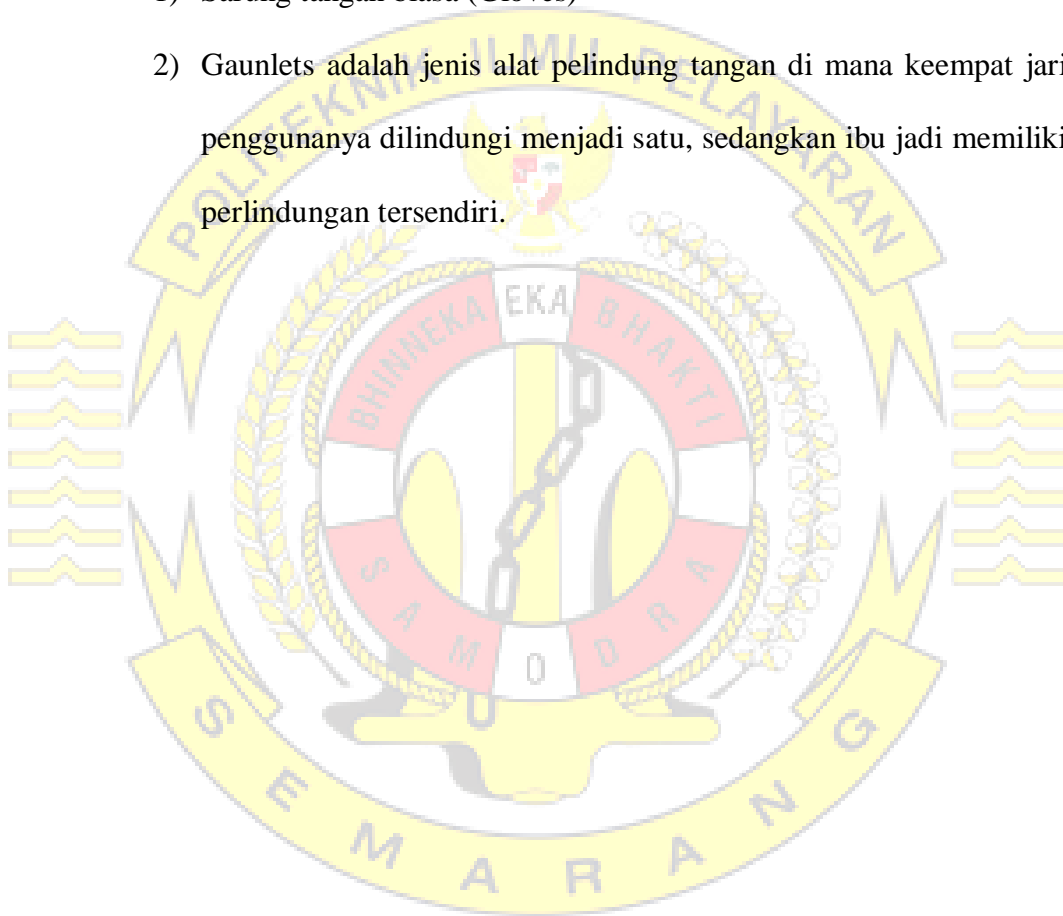 1) Sarung tangan biasa (Gloves)
2) Gaunlets adalah jenis alat pelindung tangan di mana keempat jari
penggunanya dilindungi menjadi satu, sedangkan ibu jadi memiliki
perlindungan tersendiri.
POLITEKNIK ILMU PELAYARAN
BHINNEKA EKA BHAKTI
SAMODRA
SEMARANG